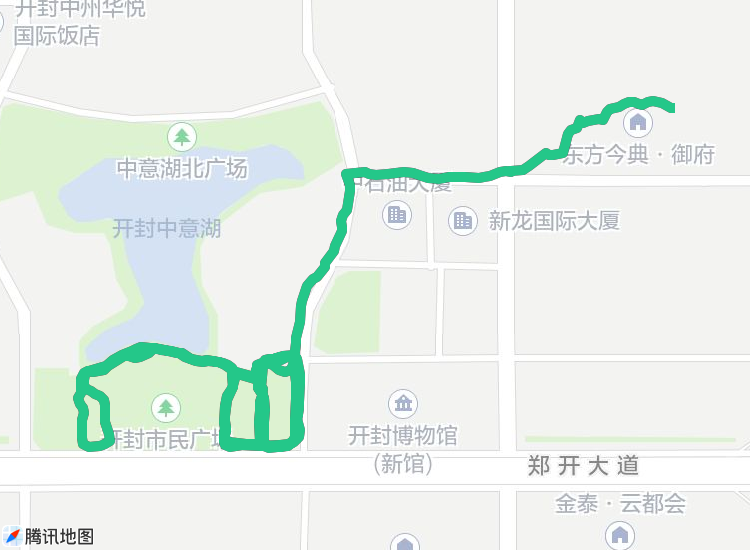 开封中州华悦
国际饭店
中意湖北广场
开封中意湖
东方今典·御府
中石油大厦
新龙国际大厦
开封市民广场
开封博物馆
（新馆）
郑开大道
金泰·云都会
腾讯地图